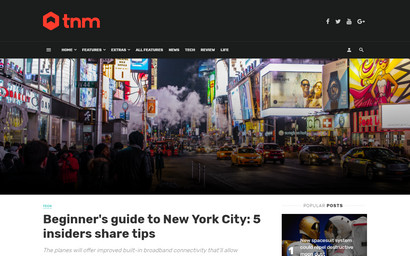 tnm
HOME FEATURES EXTRAS ALL FEATURES NEWS TECH REVIEW LIFE
TECH
Beginner's guide to New York City: 5
insiders share tips
The planes will offer improved built-in broadband connectivity that'll allow
POPULAR POSTS
1 New spacesuit system
could repel destructive
moon dust